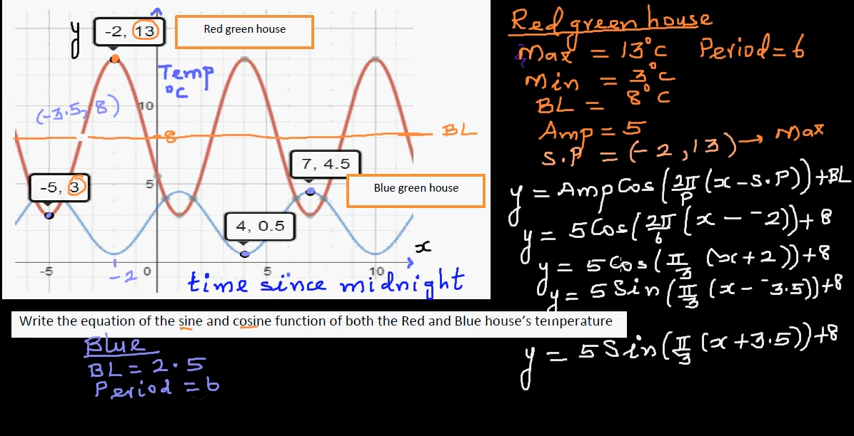 y
-2, 13
Red green house
Temp
°C
(-3.5, 8)
10
8
BL
-5, 3
5
7, 4.5
Blue green house
4, 0.5
x
-5
-2
0
5
10
time since midnight
Write the equation of the sine and cosine function of both the Red and Blue house's temperature
Blue
BL = 2.5
Period = 6
Red green house
Max = 13°C Period = 6
Min = 3°C
BL = 8°C
Amp = 5
S.P = (-2, 13) → Max
y = Amp Cos(2π/P (x - S.P)) + BL
y = 5 Cos(2π/6 (x - ⁻2)) + 8
y = 5 Cos(π/3 (x + 2)) + 8
y = 5 Sin(π/3 (x - ⁻3.5)) + 8
y = 5 Sin(π/3 (x + 3.5)) + 8